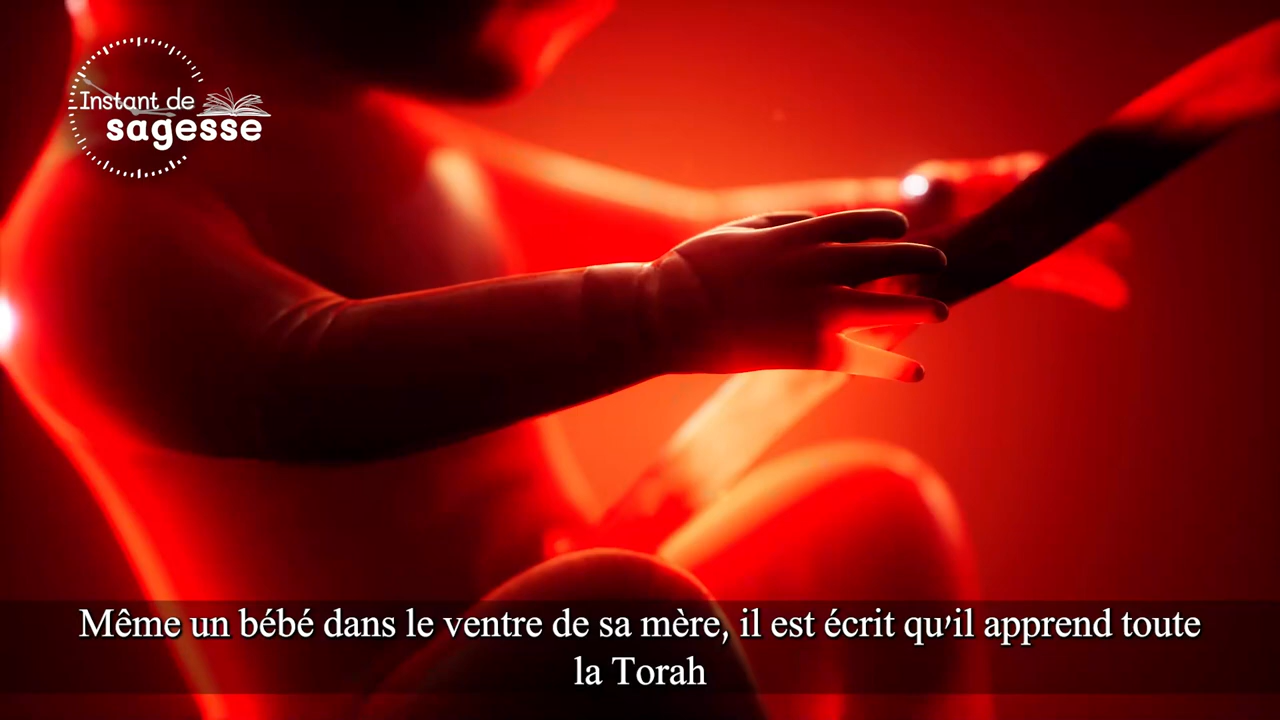 Instant de
sagesse
Même un bébé dans le ventre de sa mère, il est écrit qu'il apprend toute
la Torah